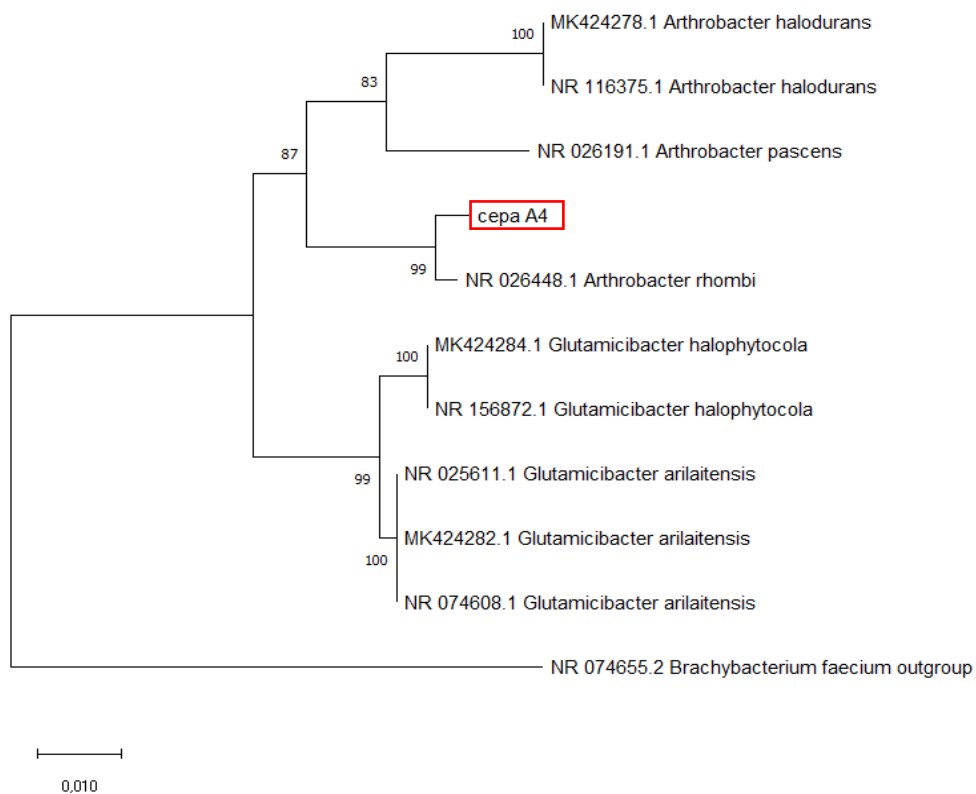 100
MK424278.1 Arthrobacter halodurans
NR 116375.1 Arthrobacter halodurans
83
NR 026191.1 Arthrobacter pascens
87
cepa A4
99
NR 026448.1 Arthrobacter rhombi
MK424284.1 Glutamicibacter halophytocola
100
NR 156872.1 Glutamicibacter halophytocola
99
NR 025611.1 Glutamicibacter arilaitensis
MK424282.1 Glutamicibacter arilaitensis
100
NR 074608.1 Glutamicibacter arilaitensis
NR 074655.2 Brachybacterium faecium outgroup
0,010